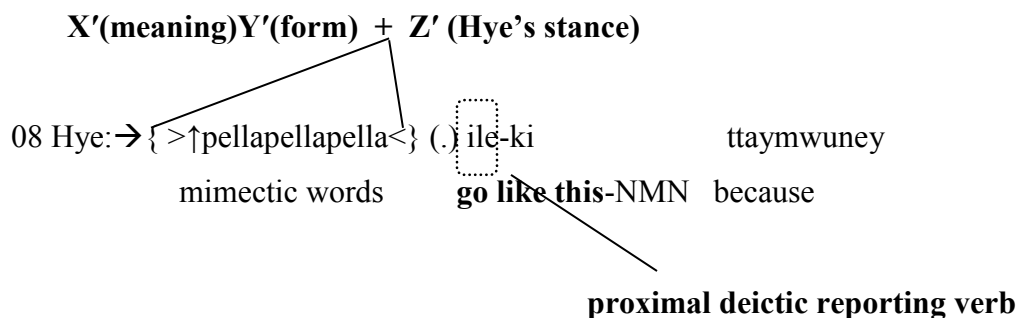 X′(meaning)Y′(form) + Z′ (Hye’s stance)
08 Hye:→{ >↑pellapellapella<} (.) ile-ki ttaymwuney
mimectic words go like this-NMN because
proximal deictic reporting verb